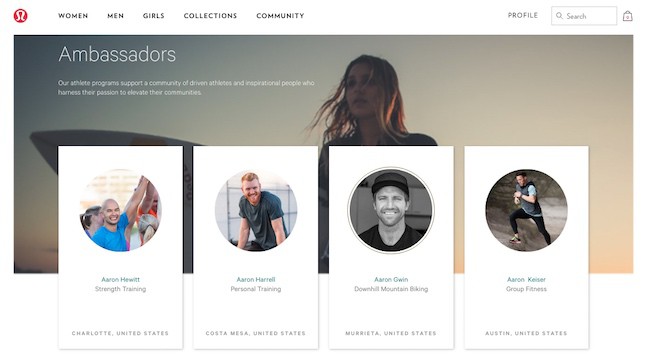 WOMEN MEN GIRLS COLLECTIONS COMMUNITY PROFILE Search 0
Ambassadors
Our athlete programs support a community of driven athletes and inspirational people who
harness their passion to elevate their communities.
Aaron Hewitt
Strength Training
CHARLOTTE, UNITED STATES
Aaron Harrell
Personal Training
COSTA MESA, UNITED STATES
Aaron Gwin
Downhill Mountain Biking
MURRIETA, UNITED STATES
Aaron Keiser
Group Fitness
AUSTIN, UNITED STATES